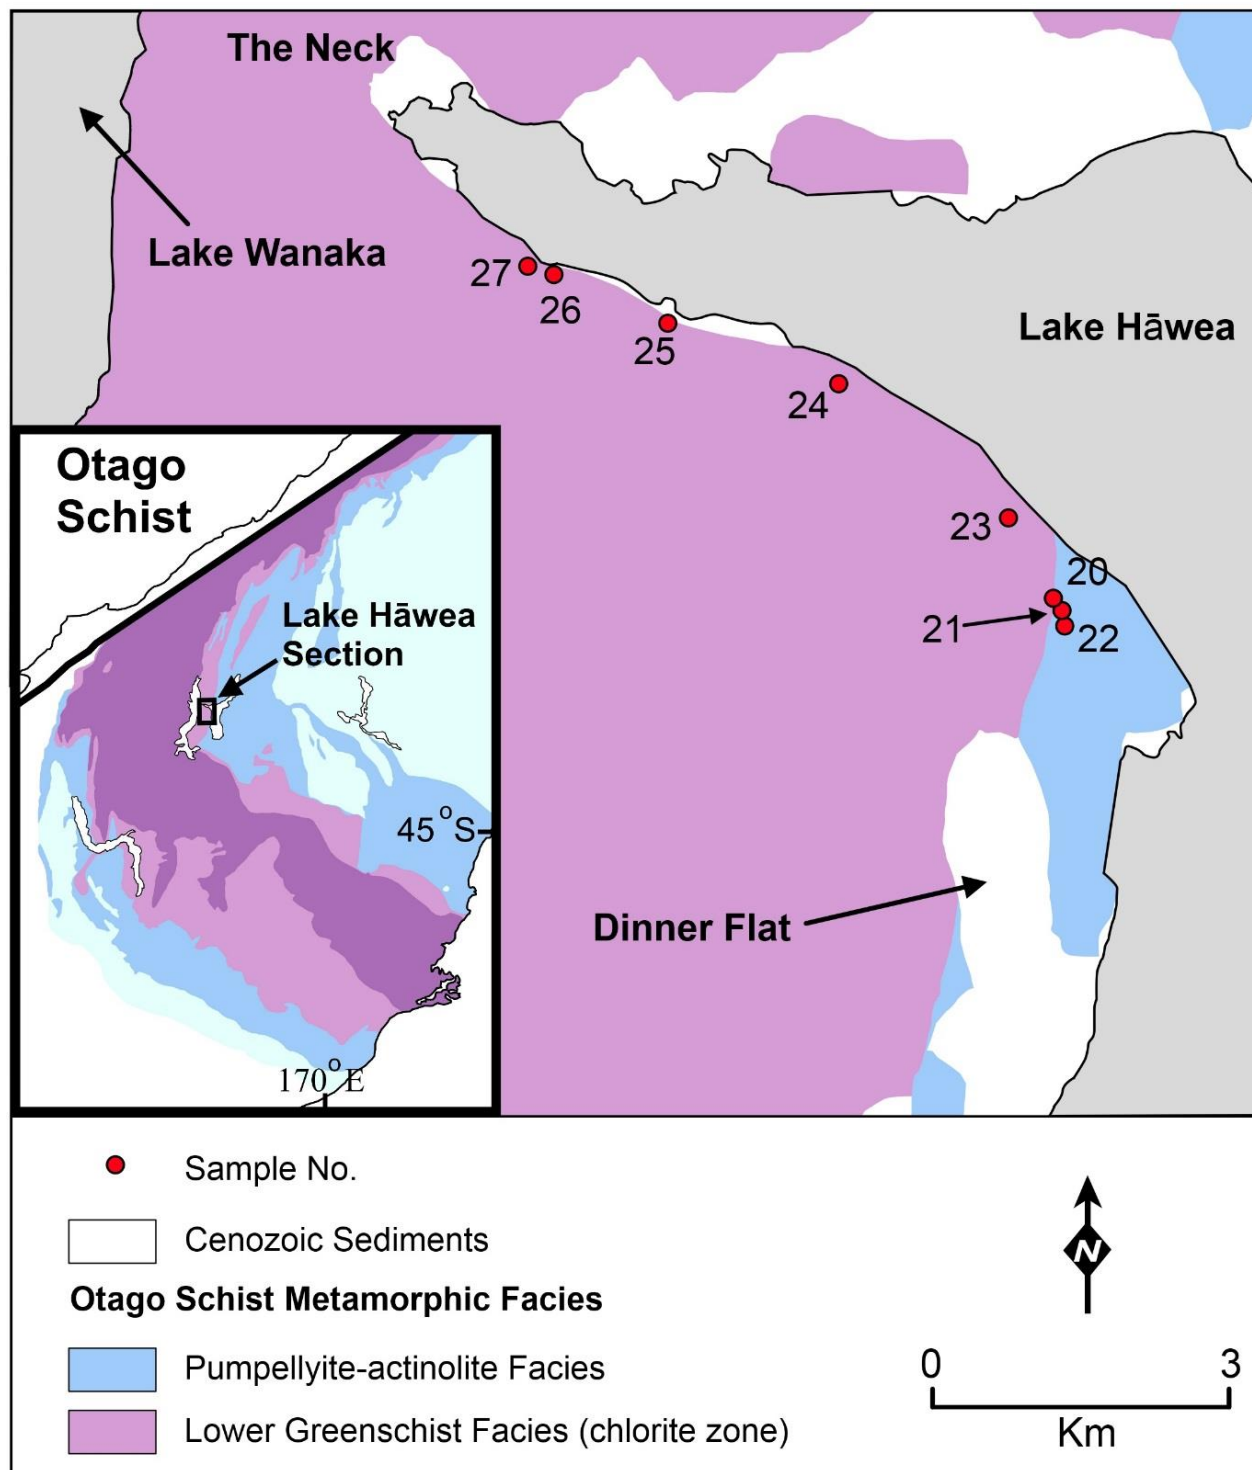 The Neck
Lake Wanaka
27
26
25
Lake Hāwea
24
23
20
21
22
Dinner Flat
Otago
Schist
Lake Hāwea
Section
45°S
170°E
Sample No.
Cenozoic Sediments
Otago Schist Metamorphic Facies
Pumpellyite-actinolite Facies
Lower Greenschist Facies (chlorite zone)
N
0 3
Km